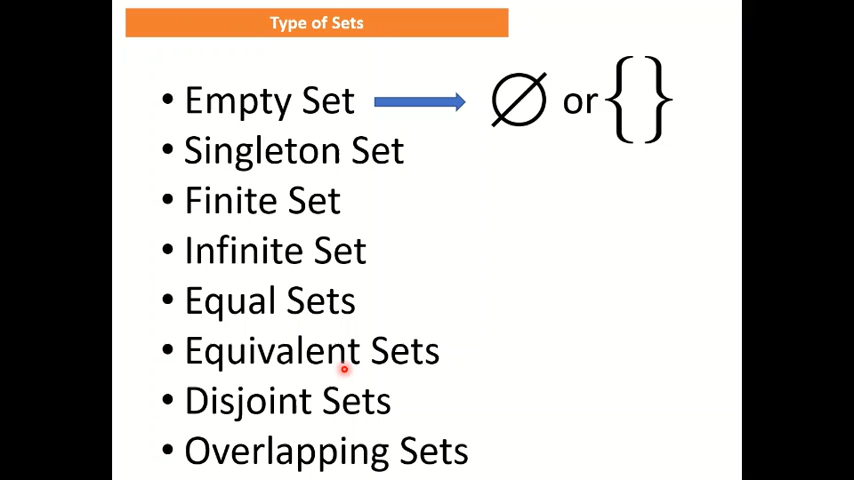 Type of Sets
• Empty Set ∅ or { }
• Singleton Set
• Finite Set
• Infinite Set
• Equal Sets
• Equivalent Sets
• Disjoint Sets
• Overlapping Sets